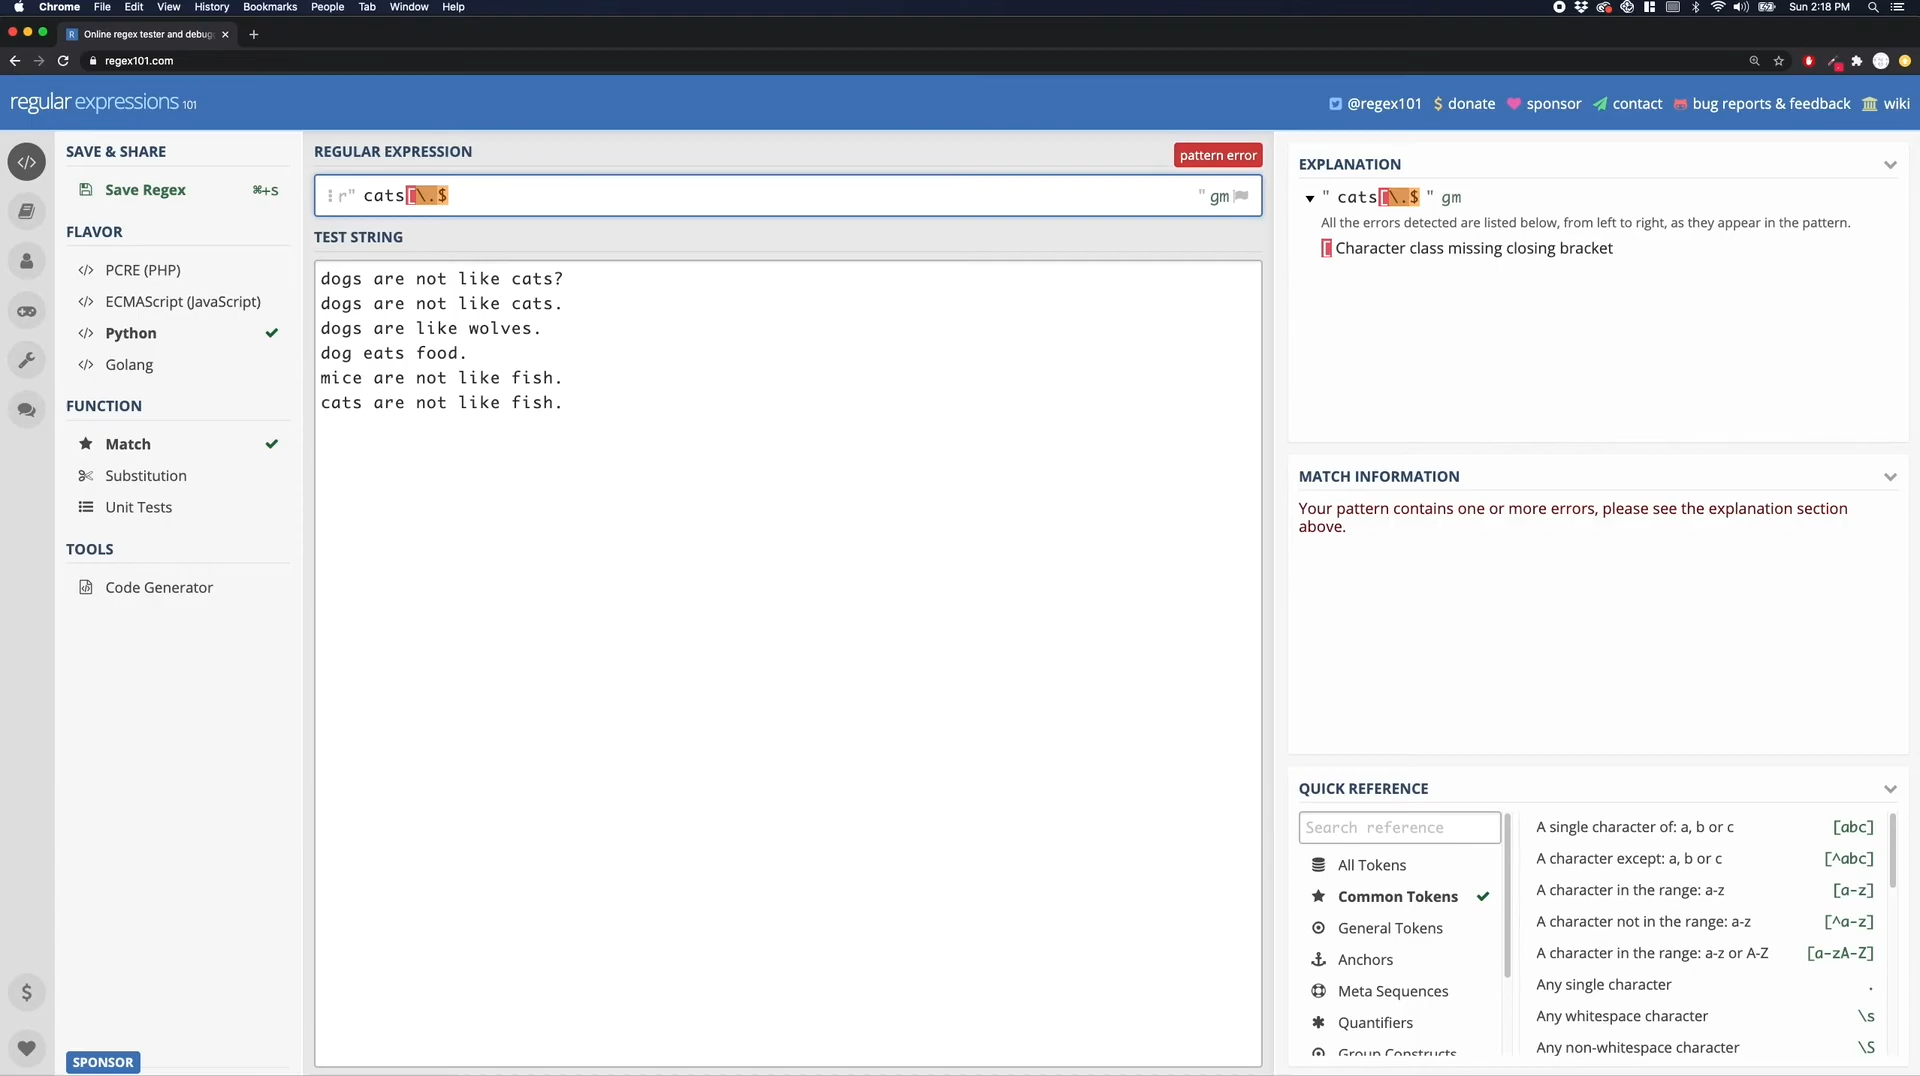 Chrome File Edit View History Bookmarks People Tab Window Help Sun 2:18 PM
Online regex tester and debug
regex101.com
regular expressions 101 @regex101 $ donate sponsor contact bug reports & feedback wiki
SAVE & SHARE
Save Regex ⌘+s
FLAVOR
</> PCRE (PHP)
</> ECMAScript (JavaScript)
</> Python
</> Golang
FUNCTION
Match
Substitution
Unit Tests
TOOLS
Code Generator
SPONSOR
REGULAR EXPRESSION pattern error
r" cats[\.$ " gm
TEST STRING
dogs are not like cats?
dogs are not like cats.
dogs are like wolves.
dog eats food.
mice are not like fish.
cats are not like fish.
EXPLANATION
" cats[\.$ " gm
All the errors detected are listed below, from left to right, as they appear in the pattern.
[ Character class missing closing bracket
MATCH INFORMATION
Your pattern contains one or more errors, please see the explanation section
above.
QUICK REFERENCE
Search reference
All Tokens
Common Tokens
General Tokens
Anchors
Meta Sequences
Quantifiers
Group Constructs
A single character of: a, b or c [abc]
A character except: a, b or c [^abc]
A character in the range: a-z [a-z]
A character not in the range: a-z [^a-z]
A character in the range: a-z or A-Z [a-zA-Z]
Any single character .
Any whitespace character \s
Any non-whitespace character \S